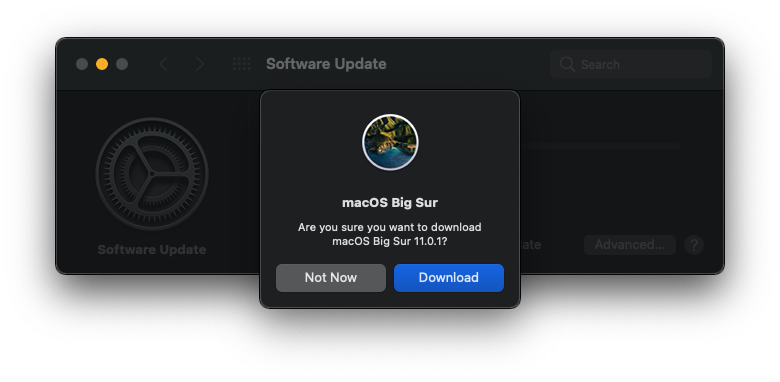 Software Update
Search
macOS Big Sur
Are you sure you want to download
macOS Big Sur 11.0.1?
Software Update
ate
Advanced...
?
Not Now
Download